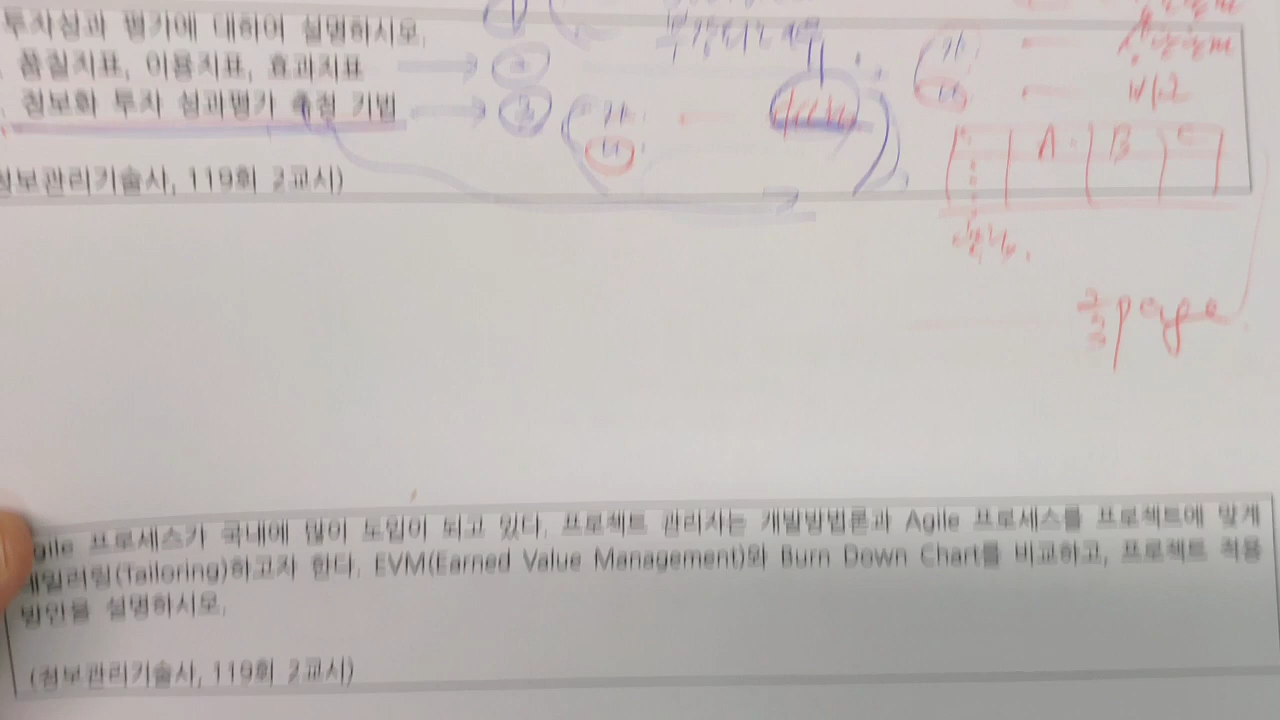 투자성과 평가에 대하여 설명하시오.
품질지표, 이용지표, 효과지표
정보화 투자 성과평가 측정 기법
가.
나.
가
나
비교
A B C
정보관리기술사, 119회 2교시)
page
Agile 프로세스가 국내에 많이 도입이 되고 있다. 프로젝트 관리자는 개발방법론과 Agile 프로세스를 프로젝트에 맞게
테일러링(Tailoring)하고자 한다. EVM(Earned Value Management)와 Burn Down Chart를 비교하고, 프로젝트 적용
방안을 설명하시오.
(정보관리기술사, 119회 2교시)